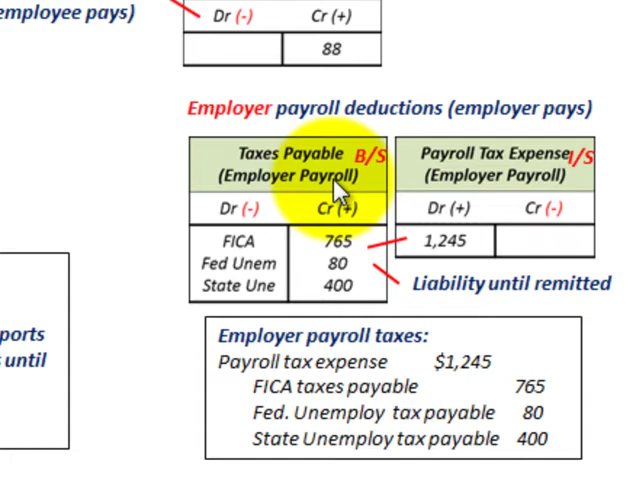 employee pays)
Dr (-) Cr (+)
88
Employer payroll deductions (employer pays)
Taxes Payable B/S
(Employer Payroll)
Dr (-) Cr (+)
FICA 765
Fed Unem 80
State Une 400
Payroll Tax Expense I/S
(Employer Payroll)
Dr (+) Cr (-)
1,245
Liability until remitted
ports
until
Employer payroll taxes:
Payroll tax expense $1,245
FICA taxes payable 765
Fed. Unemploy tax payable 80
State Unemploy tax payable 400